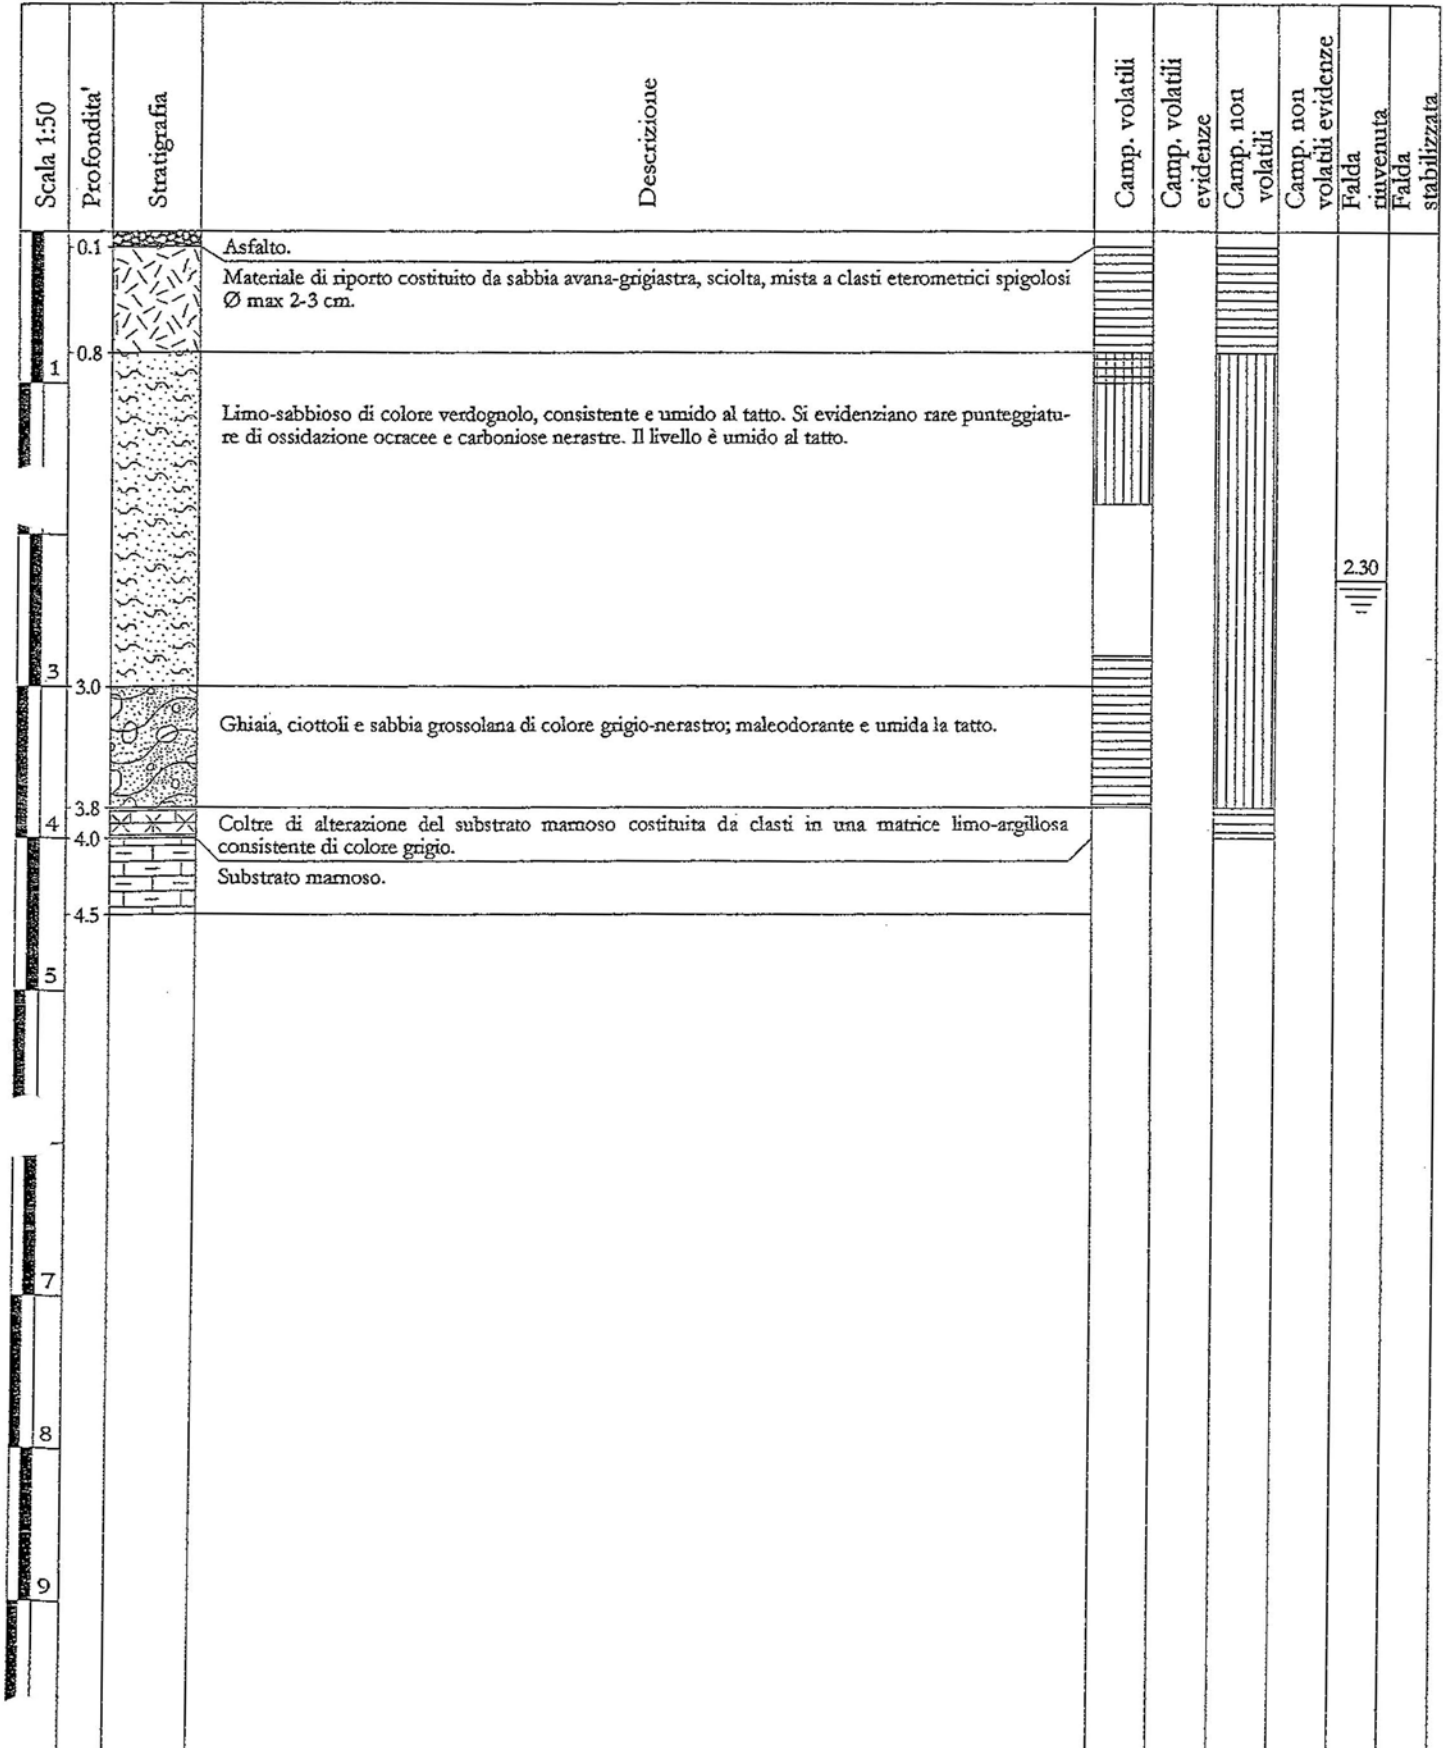 Scala 1:50
Profondita'
Stratigrafia
Descrizione
Camp. volatili
Camp. volatili
evidenze
Camp. non
volatili
Camp. non
volatili evidenze
Falda
rinvenuta
Falda
stabilizzata
0.1
Asfalto.
Materiale di riporto costituito da sabbia avana-grigiastra, sciolta, mista a clasti eterometrici spigolosi
Ø max 2-3 cm.
0.8
1
Limo-sabbioso di colore verdognolo, consistente e umido al tatto. Si evidenziano rare punteggiatu-
re di ossidazione ocracee e carboniose nerastre. Il livello è umido al tatto.
2.30
3
3.0
Ghiaia, ciottoli e sabbia grossolana di colore grigio-nerastro; maleodorante e umida la tatto.
3.8
4
4.0
Coltre di alterazione del substrato marnoso costituita da clasti in una matrice limo-argillosa
consistente di colore grigio.
Substrato marnoso.
4.5
5
7
8
9